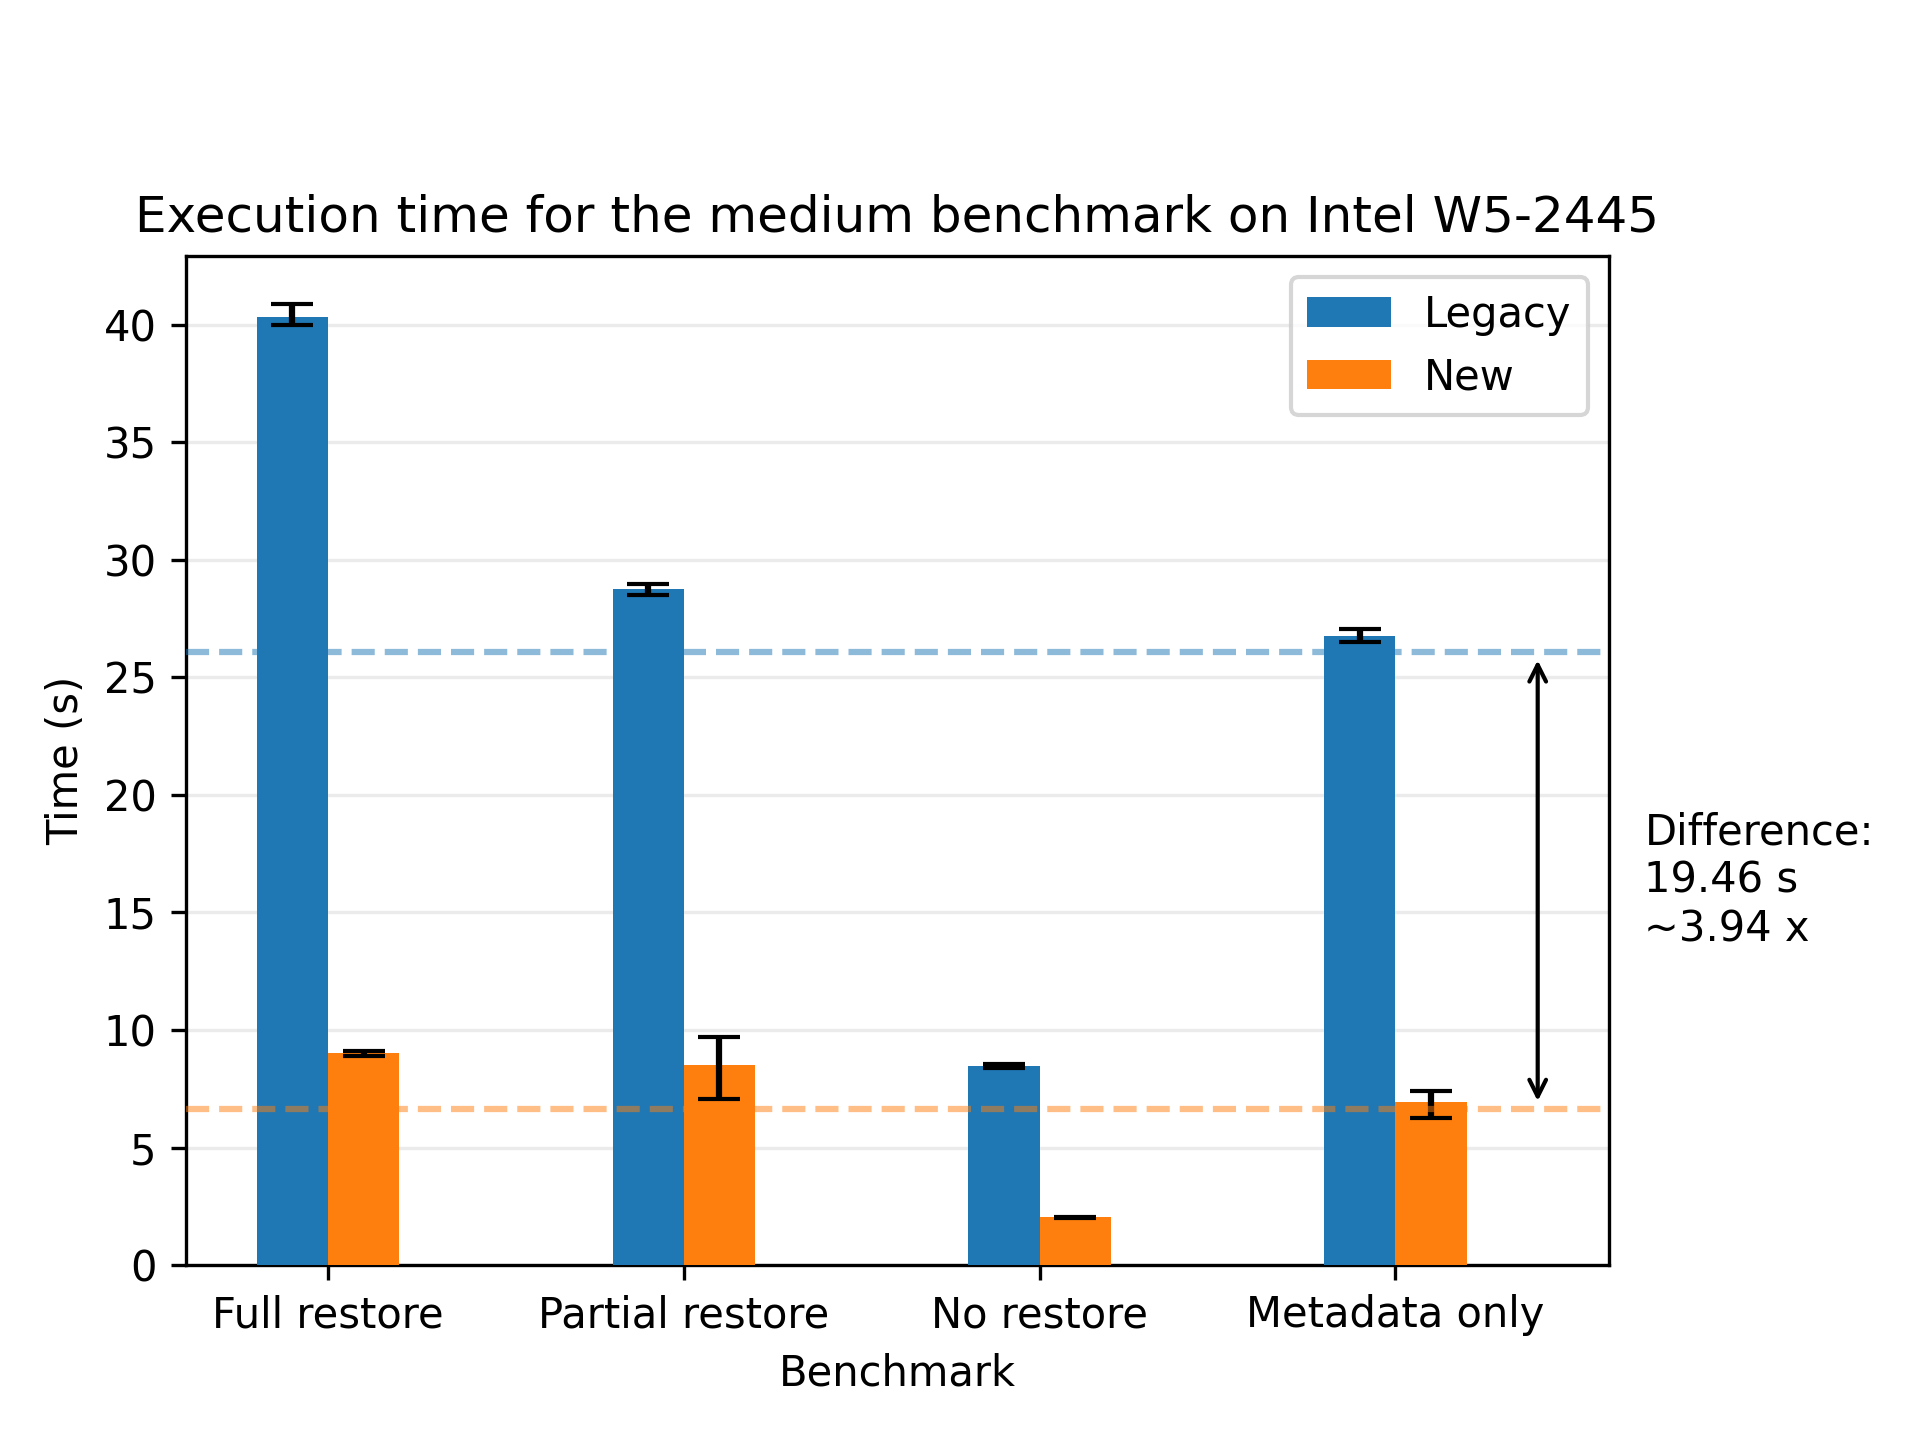 Execution time for the medium benchmark on Intel W5-2445
Legacy
New
40
35
30
25
20
15
10
5
0
Time (s)
Difference:
19.46 s
~3.94 x
Full restore
Partial restore
No restore
Metadata only
Benchmark